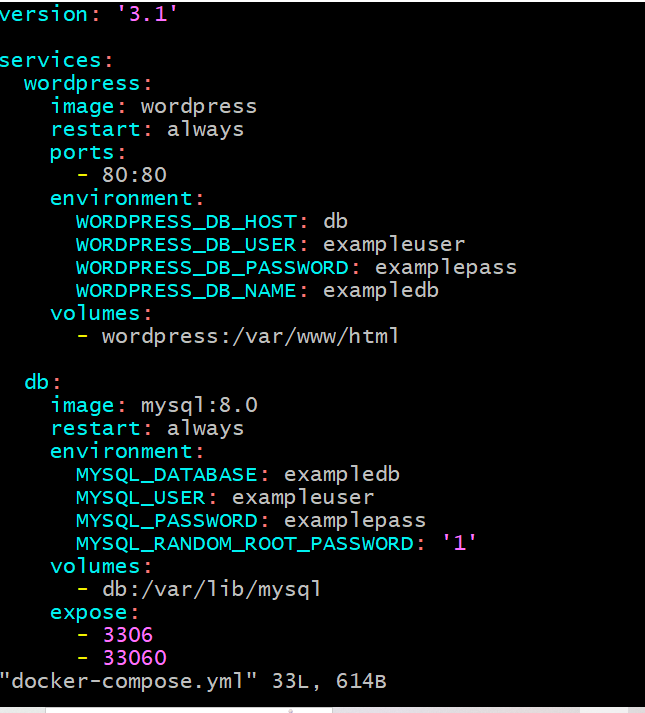 version: '3.1'

services:
  wordpress:
    image: wordpress
    restart: always
    ports:
      - 80:80
    environment:
      WORDPRESS_DB_HOST: db
      WORDPRESS_DB_USER: exampleuser
      WORDPRESS_DB_PASSWORD: examplepass
      WORDPRESS_DB_NAME: exampledb
    volumes:
      - wordpress:/var/www/html

  db:
    image: mysql:8.0
    restart: always
    environment:
      MYSQL_DATABASE: exampledb
      MYSQL_USER: exampleuser
      MYSQL_PASSWORD: examplepass
      MYSQL_RANDOM_ROOT_PASSWORD: '1'
    volumes:
      - db:/var/lib/mysql
    expose:
      - 3306
      - 33060
"docker-compose.yml" 33L, 614B